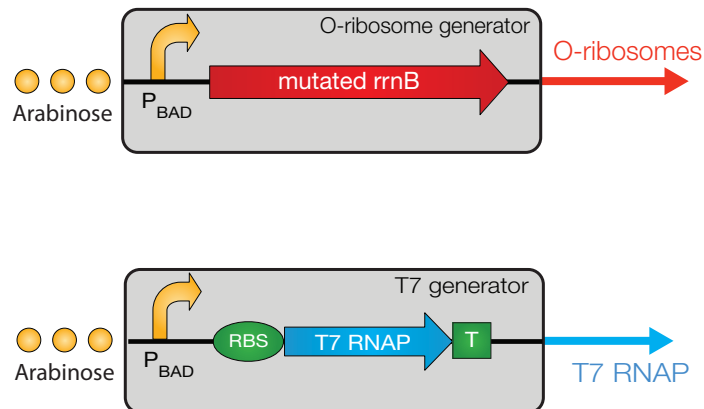 O-ribosome generator
O-ribosomes
mutated rrnB
Arabinose
PBAD
T7 generator
RBS
T7 RNAP
T
Arabinose
PBAD
T7 RNAP